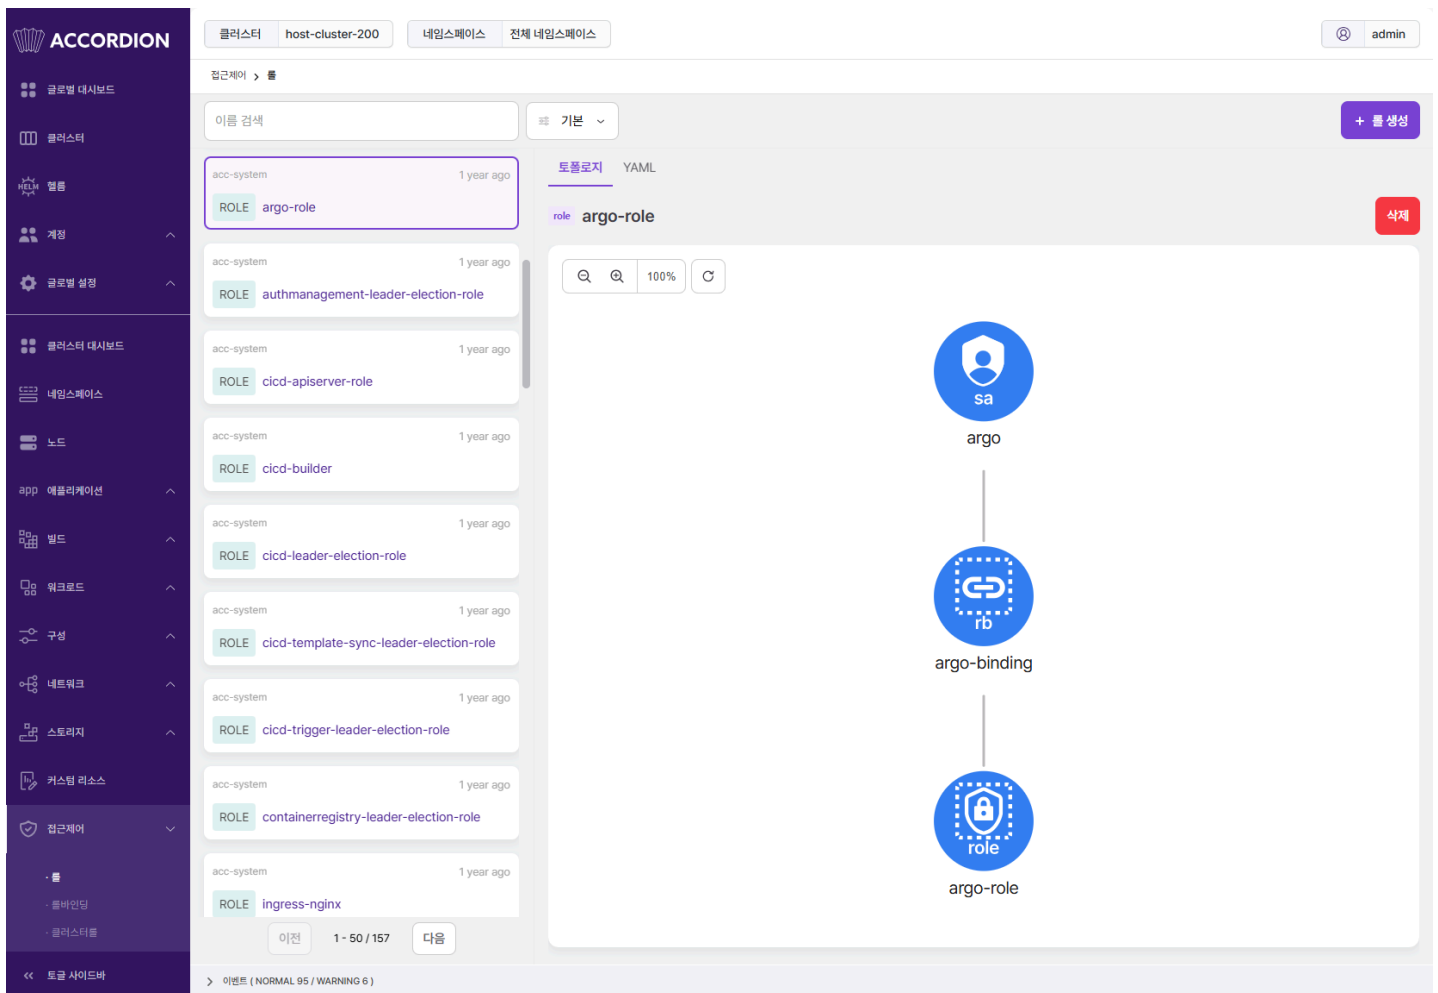 ACCORDION
클러스터 host-cluster-200 네임스페이스 전체 네임스페이스 admin
접근제어 > 롤
글로벌 대시보드
클러스터
HELM 헬름
계정
글로벌 설정
클러스터 대시보드
네임스페이스
노드
app 애플리케이션
빌드
워크로드
구성
네트워크
스토리지
커스텀 리소스
접근제어
· 롤
· 롤바인딩
· 클러스터롤
토글 사이드바
이름 검색 기본 + 롤 생성
acc-system 1 year ago
ROLE argo-role
acc-system 1 year ago
ROLE authmanagement-leader-election-role
acc-system 1 year ago
ROLE cicd-apiserver-role
acc-system 1 year ago
ROLE cicd-builder
acc-system 1 year ago
ROLE cicd-leader-election-role
acc-system 1 year ago
ROLE cicd-template-sync-leader-election-role
acc-system 1 year ago
ROLE cicd-trigger-leader-election-role
acc-system 1 year ago
ROLE containerregistry-leader-election-role
acc-system 1 year ago
ROLE ingress-nginx
이전 1 - 50 / 157 다음
토폴로지 YAML
role argo-role 삭제
100%
sa
argo
rb
argo-binding
role
argo-role
이벤트 ( NORMAL 95 / WARNING 6 )